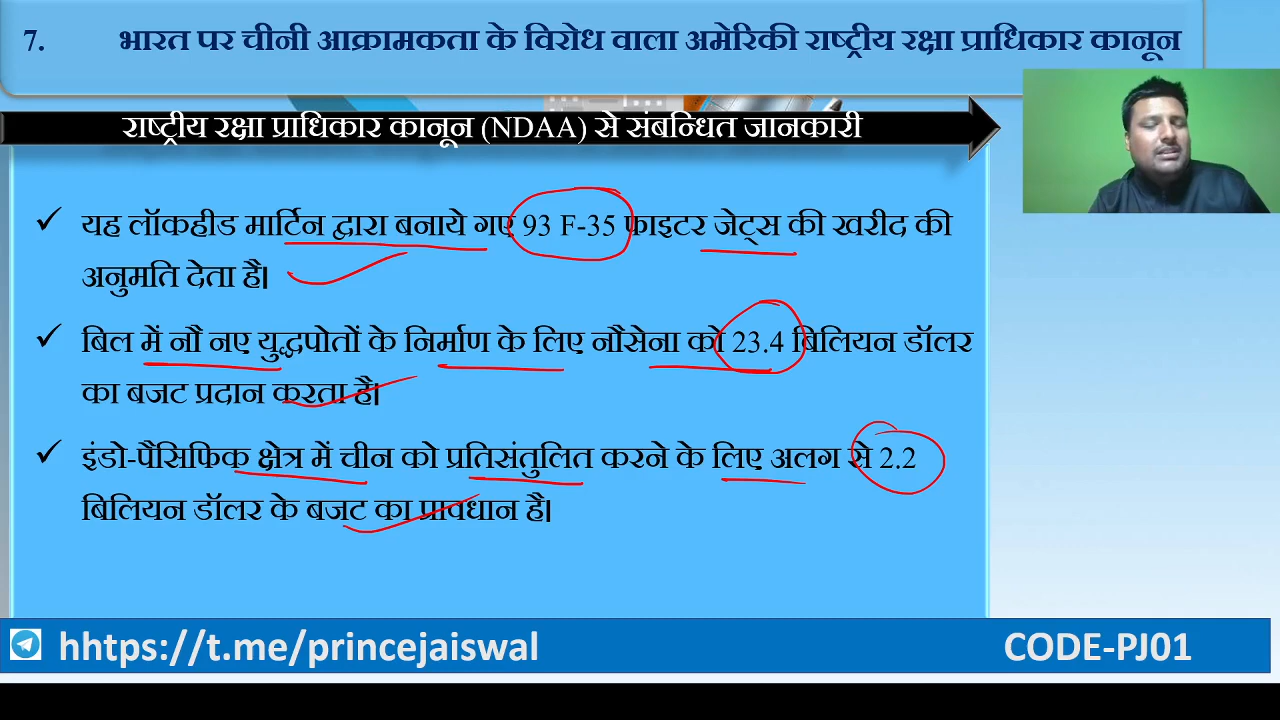 7. भारत पर चीनी आक्रामकता के विरोध वाला अमेरिकी राष्ट्रीय रक्षा प्राधिकार कानून
राष्ट्रीय रक्षा प्राधिकार कानून (NDAA) से संबन्धित जानकारी
✓ यह लॉकहीड मार्टिन द्वारा बनाये गए 93 F-35 फाइटर जेट्स की खरीद की
अनुमति देता है।
✓ बिल में नौ नए युद्धपोतों के निर्माण के लिए नौसेना को 23.4 बिलियन डॉलर
का बजट प्रदान करता है।
✓ इंडो-पैसिफिक क्षेत्र में चीन को प्रतिसंतुलित करने के लिए अलग से 2.2
बिलियन डॉलर के बजट का प्रावधान है।
hhtps://t.me/princejaiswal CODE-PJ01